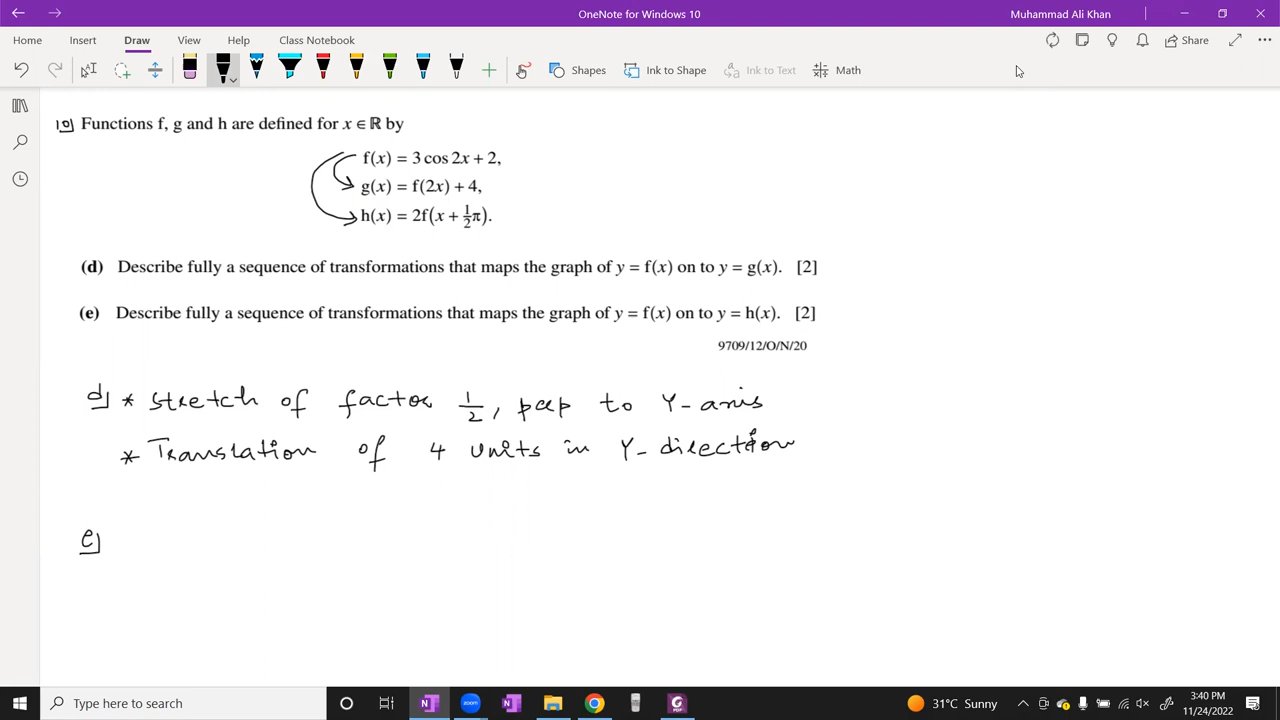 OneNote for Windows 10
Muhammad Ali Khan
Home Insert Draw View Help Class Notebook
Share
Shapes Ink to Shape Ink to Text Math
19] Functions f, g and h are defined for x ∈ ℝ by
f(x) = 3 cos 2x + 2,
g(x) = f(2x) + 4,
h(x) = 2f(x + ½π).
(d) Describe fully a sequence of transformations that maps the graph of y = f(x) on to y = g(x). [2]
(e) Describe fully a sequence of transformations that maps the graph of y = f(x) on to y = h(x). [2]
9709/12/O/N/20
d] * Stretch of factor 1/2, perp to Y-axis
* Translation of 4 units in Y-direction
e]
Type here to search
31°C Sunny
3:40 PM
11/24/2022